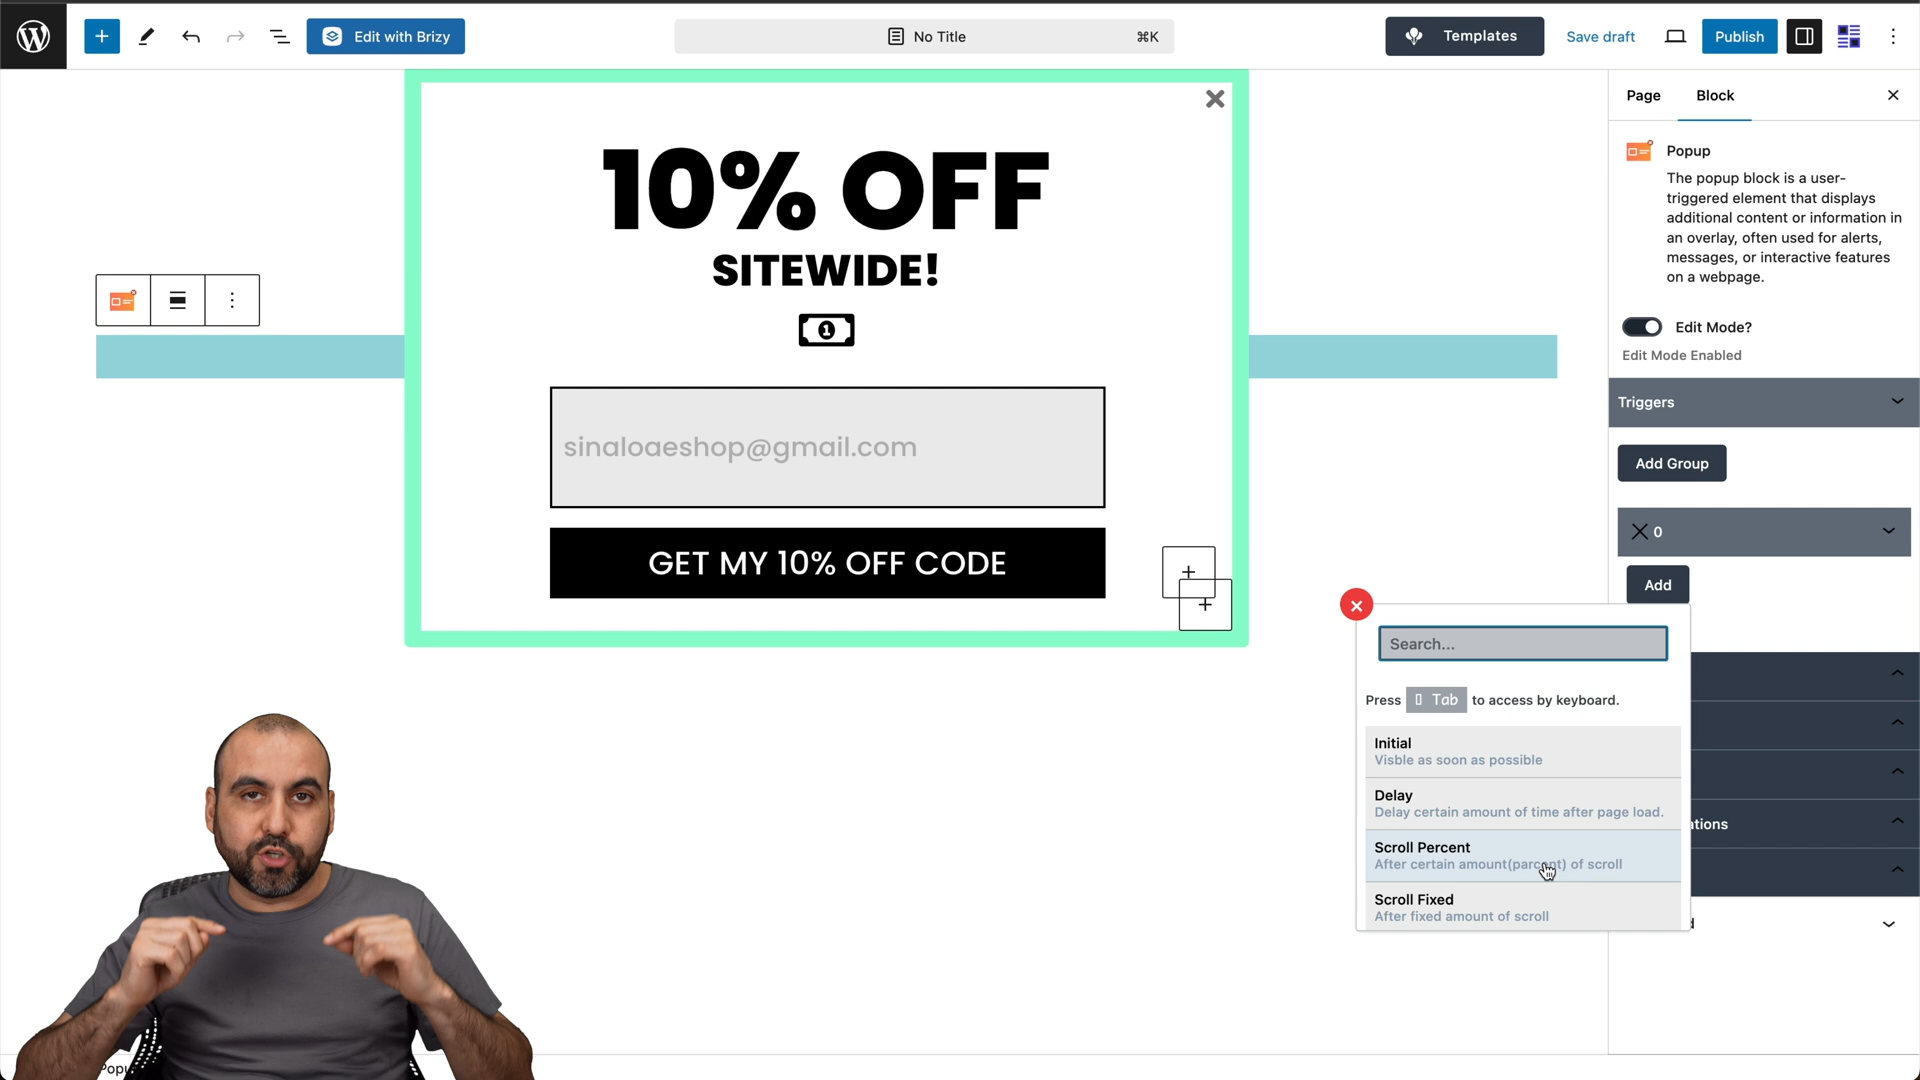 Edit with Brizy
No Title
⌘K
Templates
Save draft
Publish
Page
Block
10% OFF
SITEWIDE!
1
sinaloaeshop@gmail.com
GET MY 10% OFF CODE
+
+
Popup
The popup block is a user-
triggered element that displays
additional content or information in
an overlay, often used for alerts,
messages, or interactive features
on a webpage.
Edit Mode?
Edit Mode Enabled
Triggers
Add Group
0
Add
Search...
Press Tab to access by keyboard.
Initial
Visble as soon as possible
Delay
Delay certain amount of time after page load.
Scroll Percent
After certain amount(parcent) of scroll
Scroll Fixed
After fixed amount of scroll